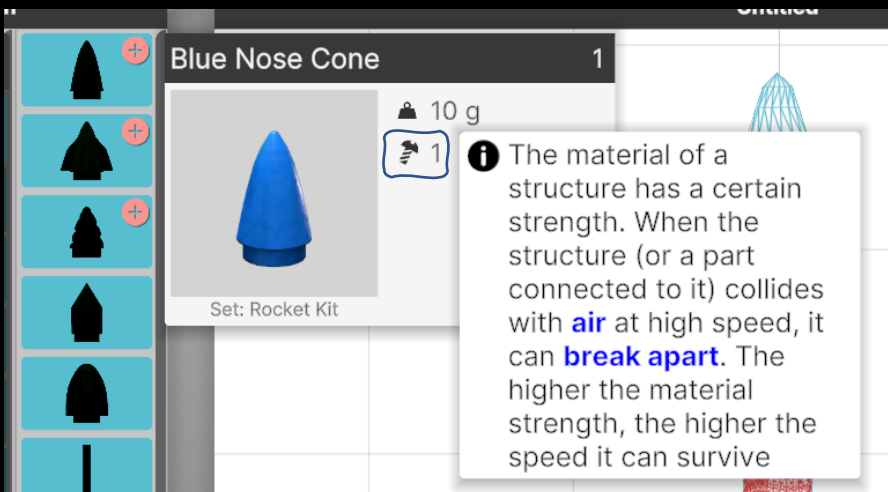 Untitled
Blue Nose Cone 1
10 g
1
Set: Rocket Kit
The material of a
structure has a certain
strength. When the
structure (or a part
connected to it) collides
with air at high speed, it
can break apart. The
higher the material
strength, the higher the
speed it can survive